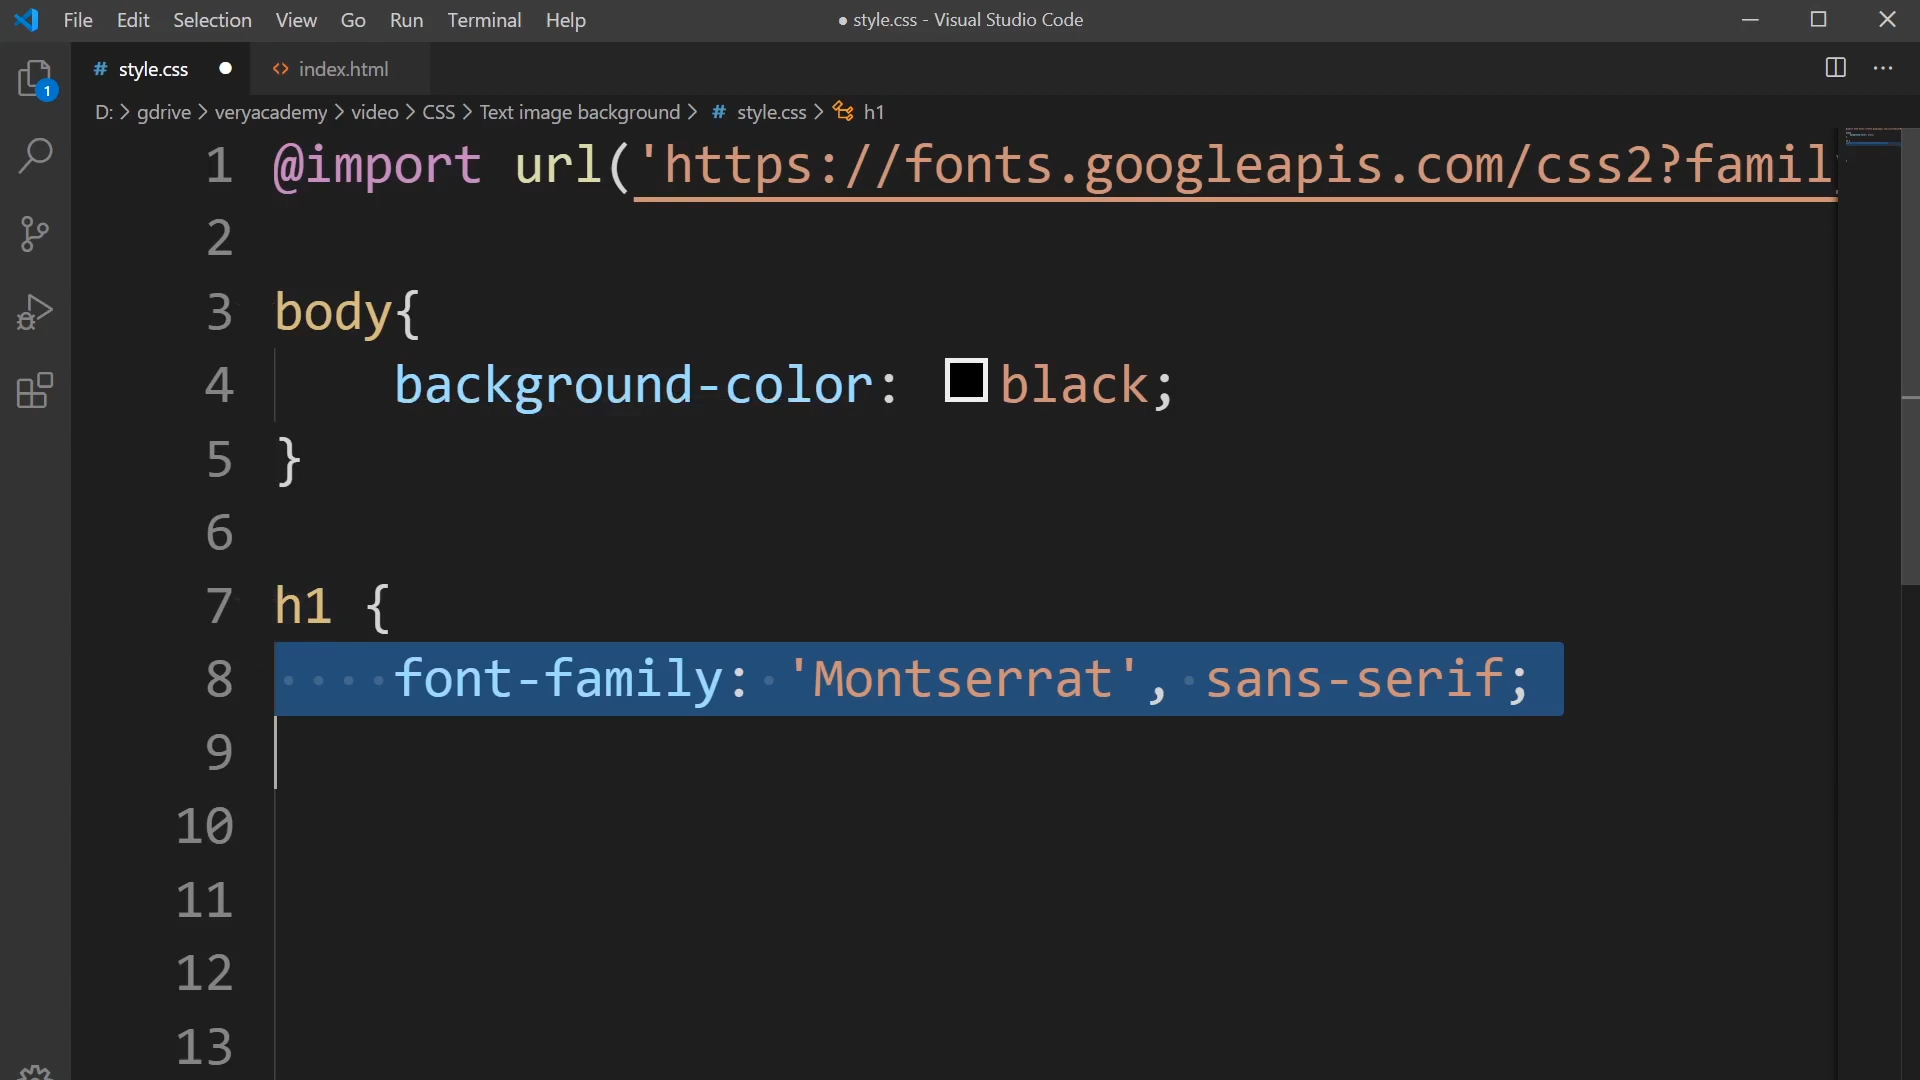 File Edit Selection View Go Run Terminal Help ● style.css - Visual Studio Code
# style.css ● <> index.html ···
1
D: > gdrive > veryacademy > video > CSS > Text image background > # style.css > h1
1 @import url('https://fonts.googleapis.com/css2?famil
2
3 body{
4 background-color: black;
5 }
6
7 h1 {
8 ····font-family:·'Montserrat',·sans-serif;
9
10
11
12
13